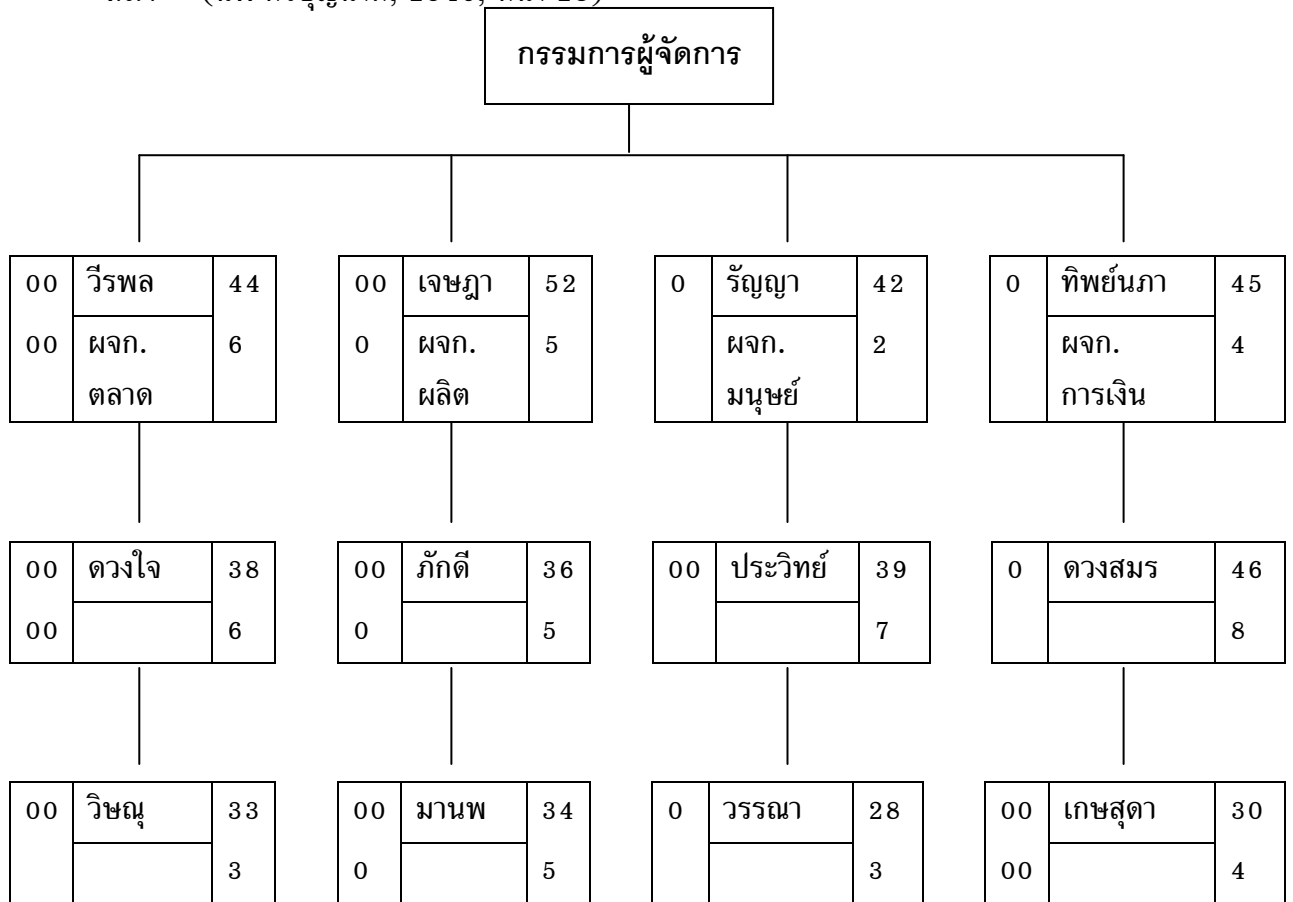 กรรมการผู้จัดการ
00 วีรพล 44
00 ผจก. 6
ตลาด
00 เจษฎา 52
0 ผจก. 5
ผลิต
0 รัญญา 42
ผจก. 2
มนุษย์
0 ทิพย์นภา 45
ผจก. 4
การเงิน
00 ดวงใจ 38
00 6
00 ภักดี 36
0 5
00 ประวิทย์ 39
7
0 ดวงสมร 46
8
00 วิษณุ 33
3
00 มานพ 34
0 5
0 วรรณา 28
3
00 เกษสุดา 30
00 4